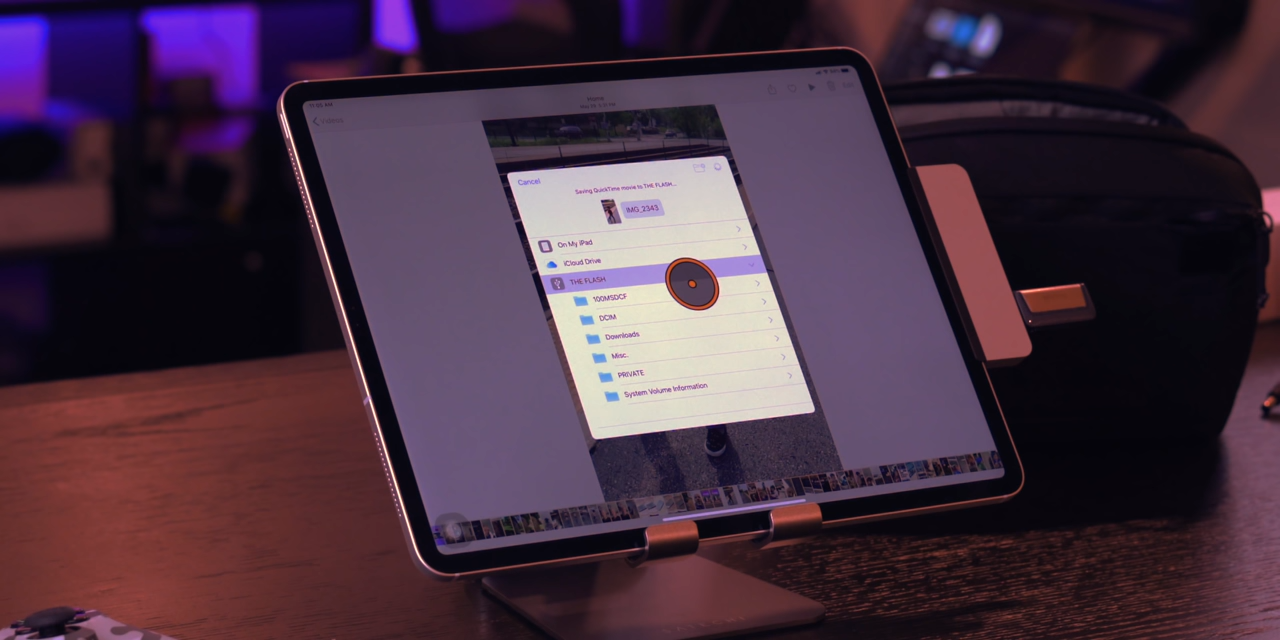 Videos
Cancel
Saving QuickTime movie to THE FLASH...
IMG_2343
On My iPad
iCloud Drive
THE FLASH
100MSDCF
DCIM
Downloads
Misc.
PRIVATE
System Volume Information